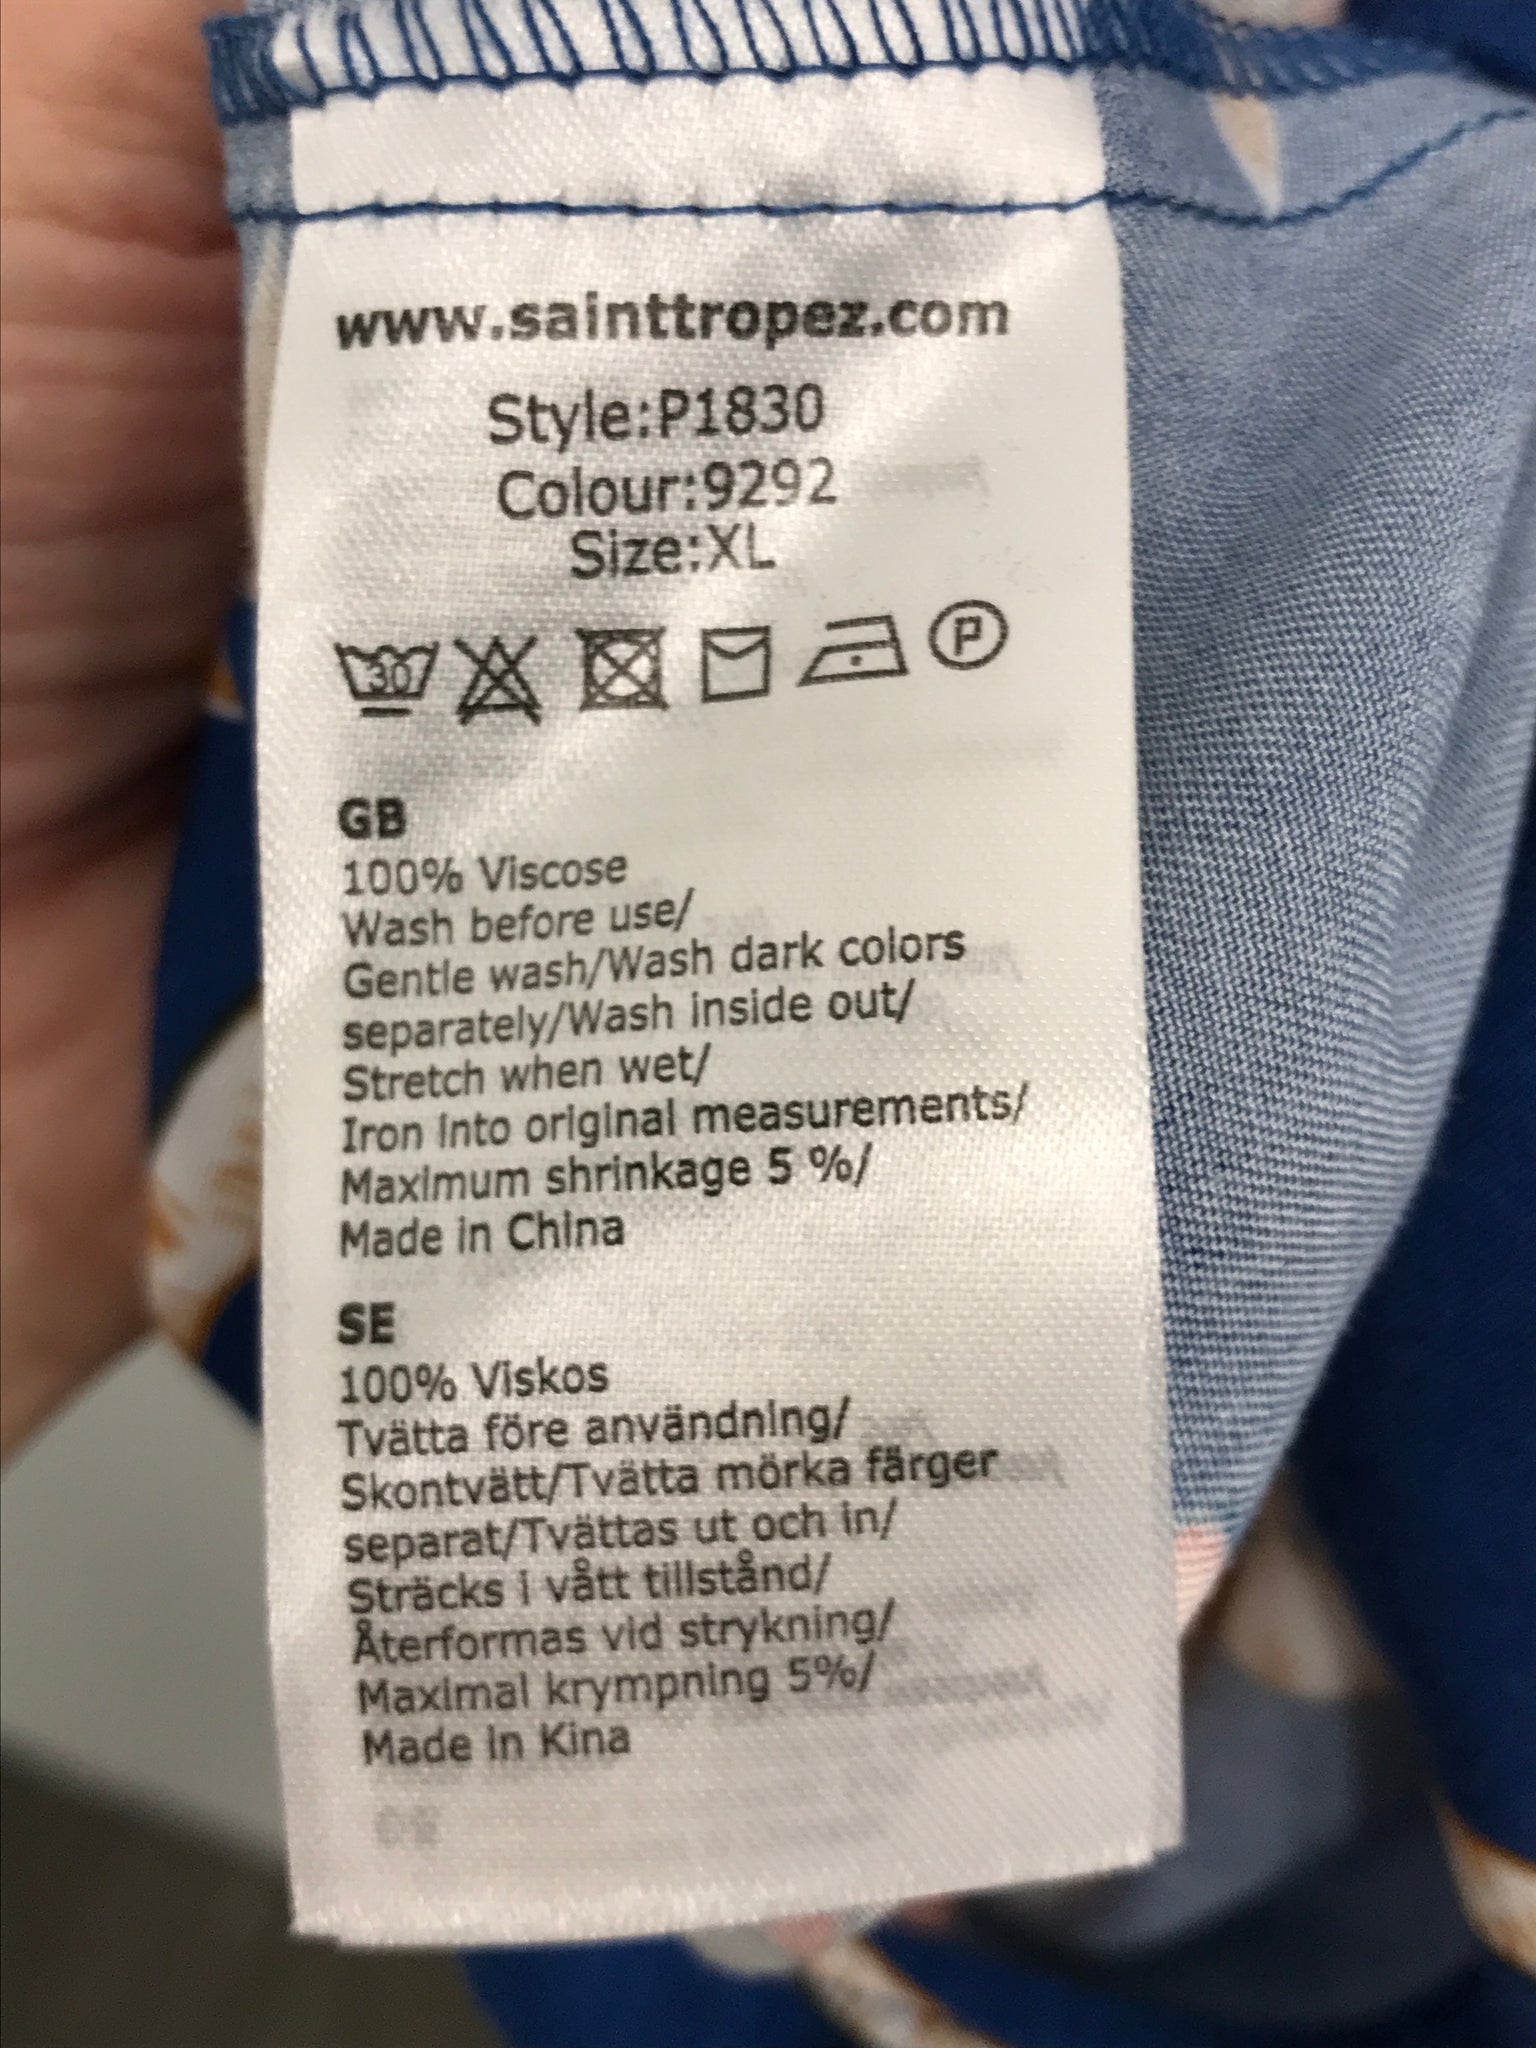 www.sainttropez.com
Style:P1830
Colour:9292
Size:XL
30
P
GB
100% Viscose
Wash before use/
Gentle wash/Wash dark colors
separately/Wash inside out/
Stretch when wet/
Iron into original measurements/
Maximum shrinkage 5 %/
Made in China
SE
100% Viskos
Tvätta före användning/
Skontvätt/Tvätta mörka färger
separat/Tvättas ut och in/
Sträcks i vått tillstånd/
Återformas vid strykning/
Maximal krympning 5%/
Made in Kina